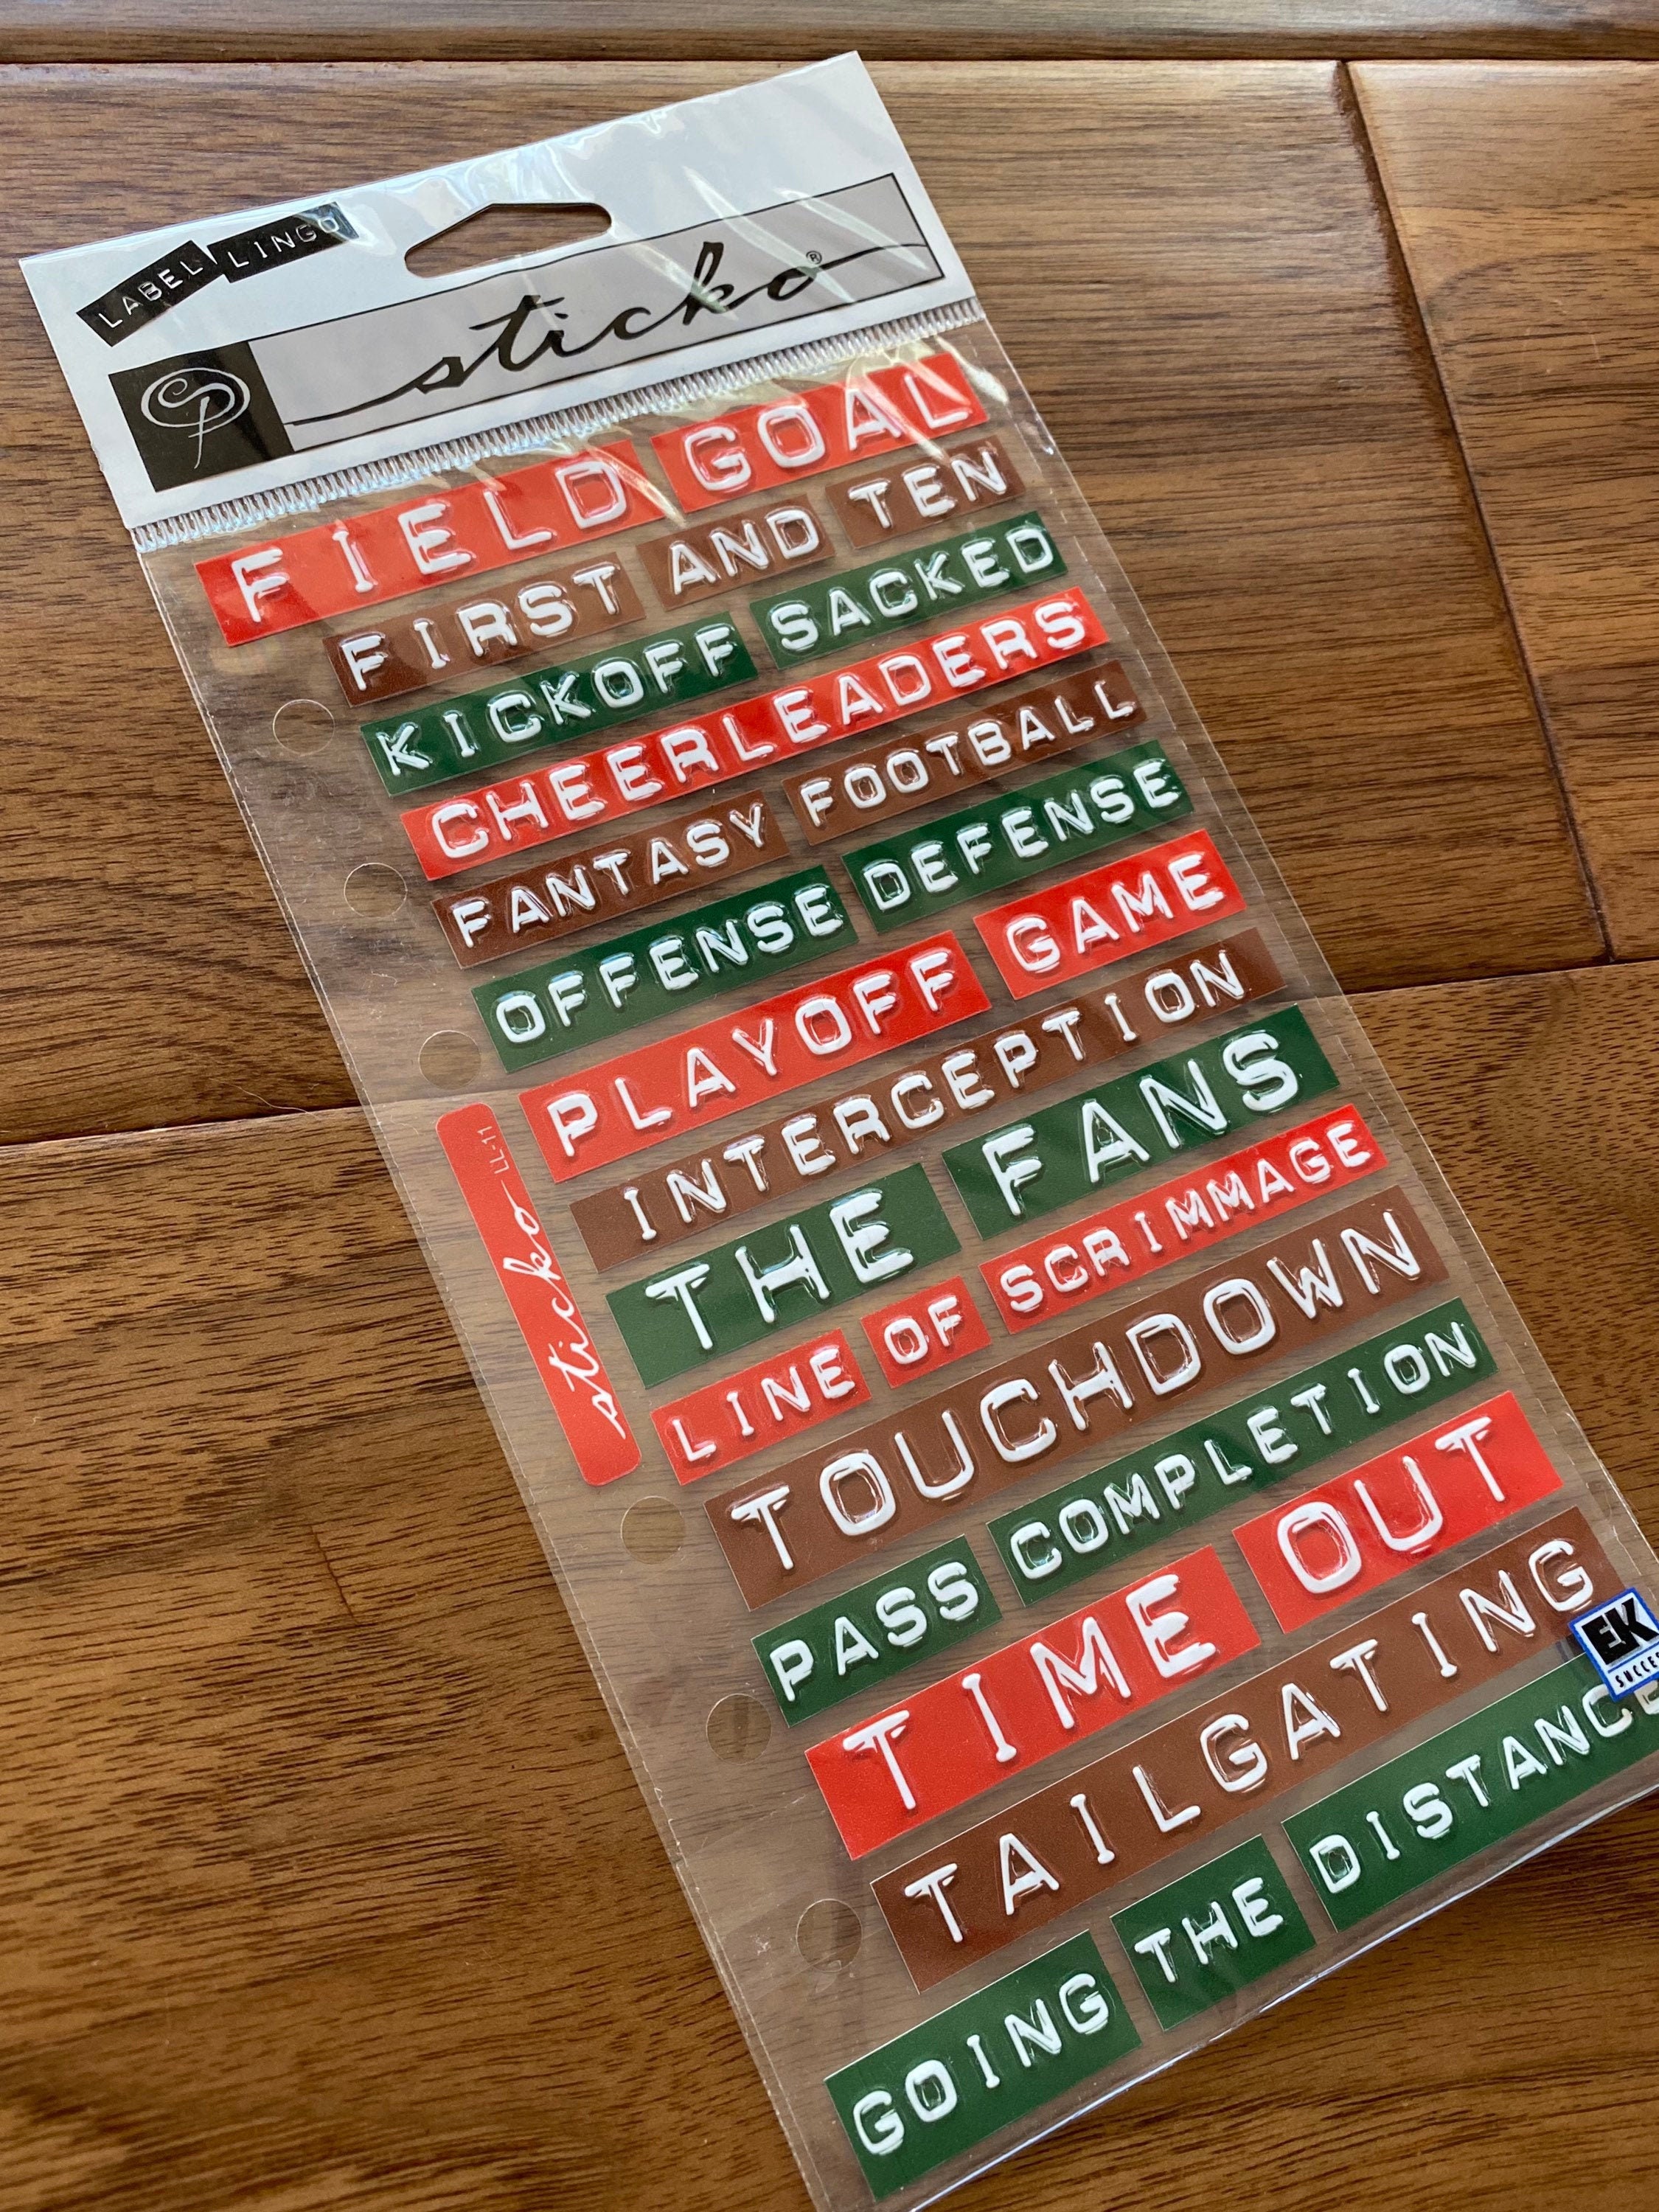 LABEL LINGO
sticko®
FIELD GOAL
FIRST AND TEN
KICKOFF SACKED
CHEERLEADERS
FANTASY FOOTBALL
OFFENSE DEFENSE
PLAYOFF GAME
INTERCEPTION
THE FANS
sticko LL-11
LINE OF SCRIMMAGE
TOUCHDOWN
PASS COMPLETION
TIME OUT
TAILGATING
EK
SUCCE
GOING THE DISTANCE